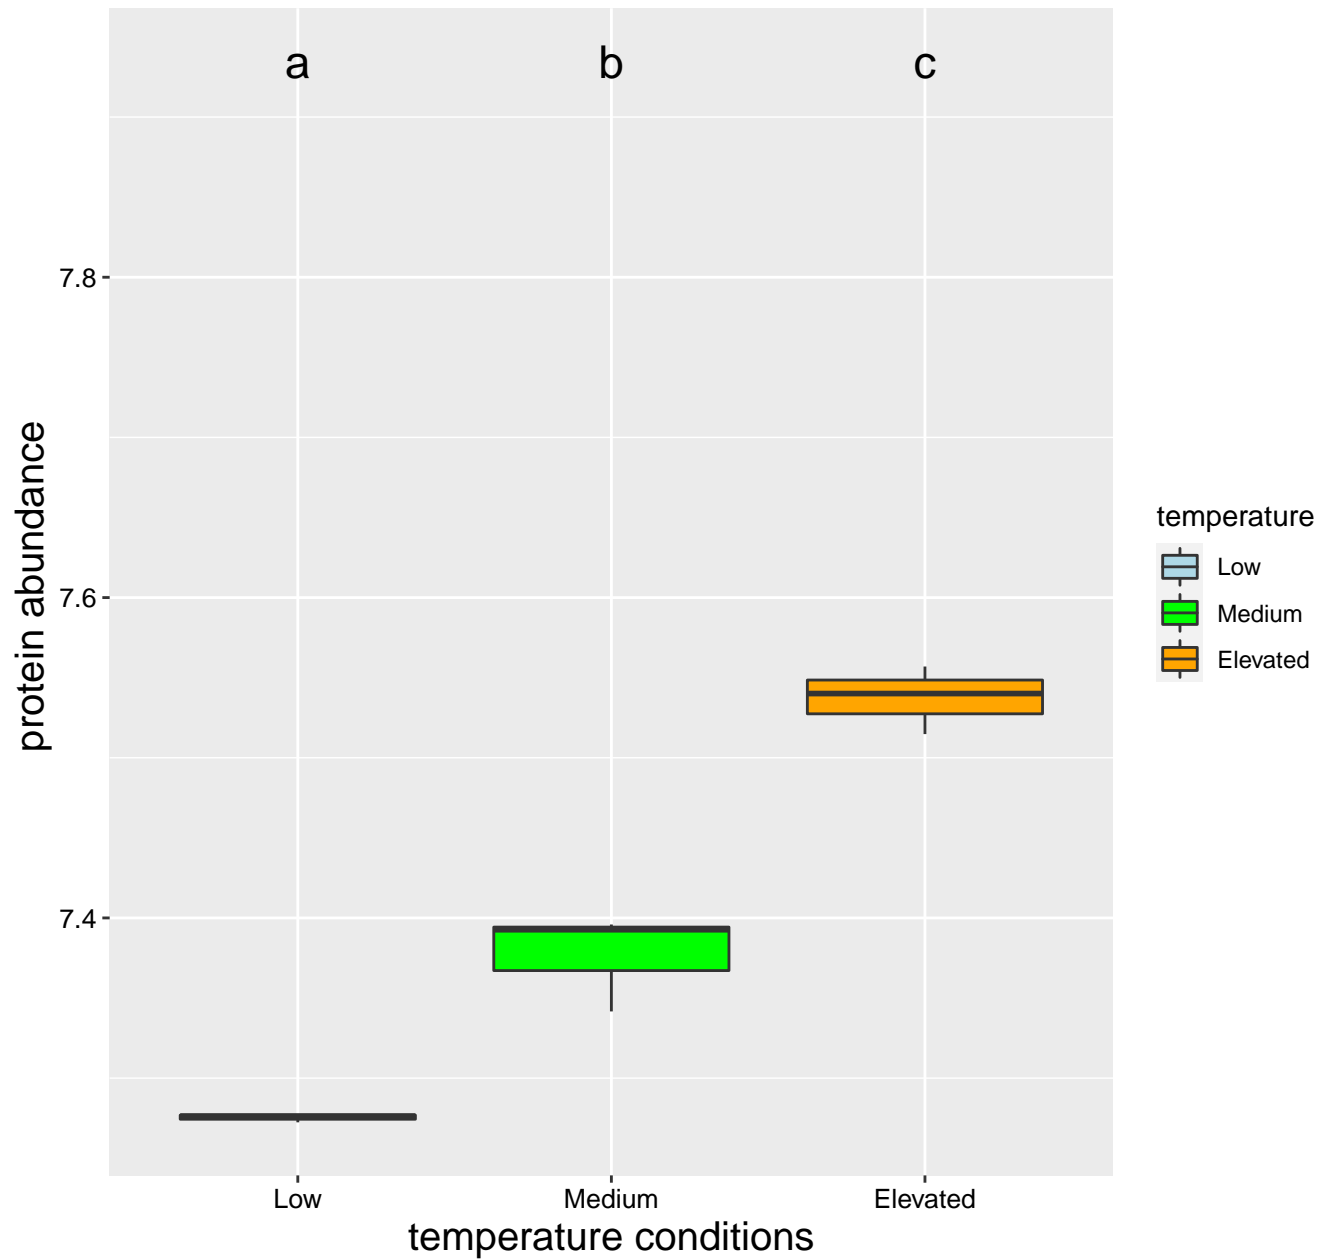 a b c
7.8
7.6
7.4
protein abundance
Low Medium Elevated
temperature conditions
temperature
Low
Medium
Elevated